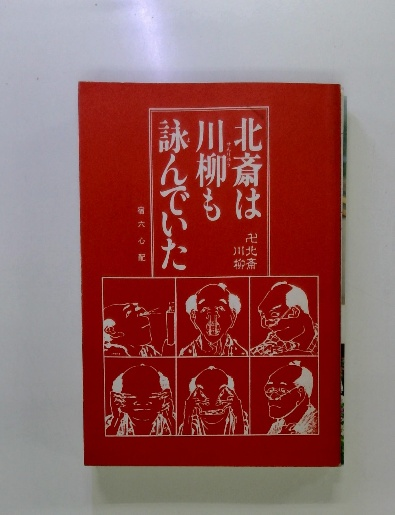 北斎は
川柳も
詠んでいた
卍北斎
川柳
宿六心配